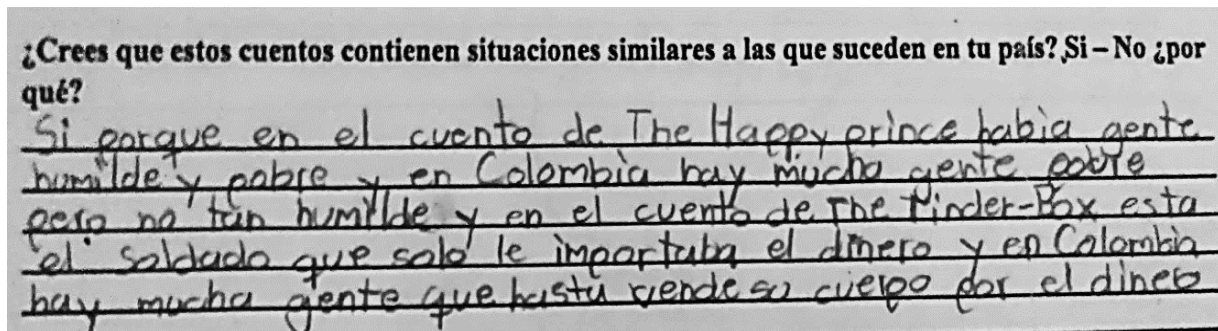 ¿Crees que estos cuentos contienen situaciones similares a las que suceden en tu país? Si – No ¿por
qué?
Si porque en el cuento de The Happy prince habia gente
humilde y pobre y en Colombia hay mucha gente pobre
pero no tan humilde y en el cuento de The tinder-Box esta
el soldado que solo le importaba el dinero y en Colombia
hay mucha gente que hasta vende su cuerpo por el dinero